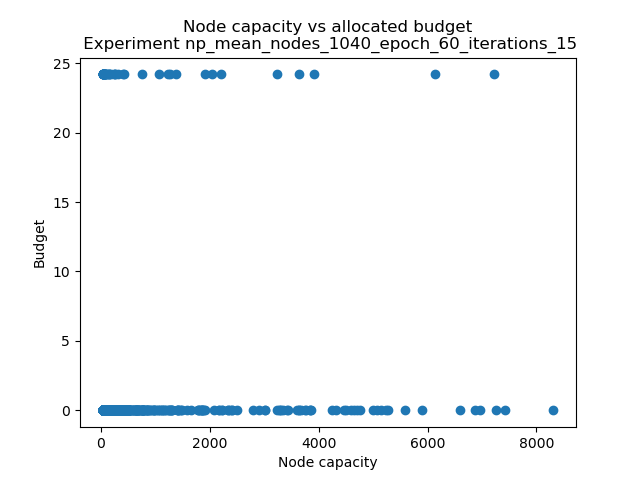 Node capacity vs allocated budget
Experiment np_mean_nodes_1040_epoch_60_iterations_15
25
20
15
10
5
0
Budget
0 2000 4000 6000 8000
Node capacity